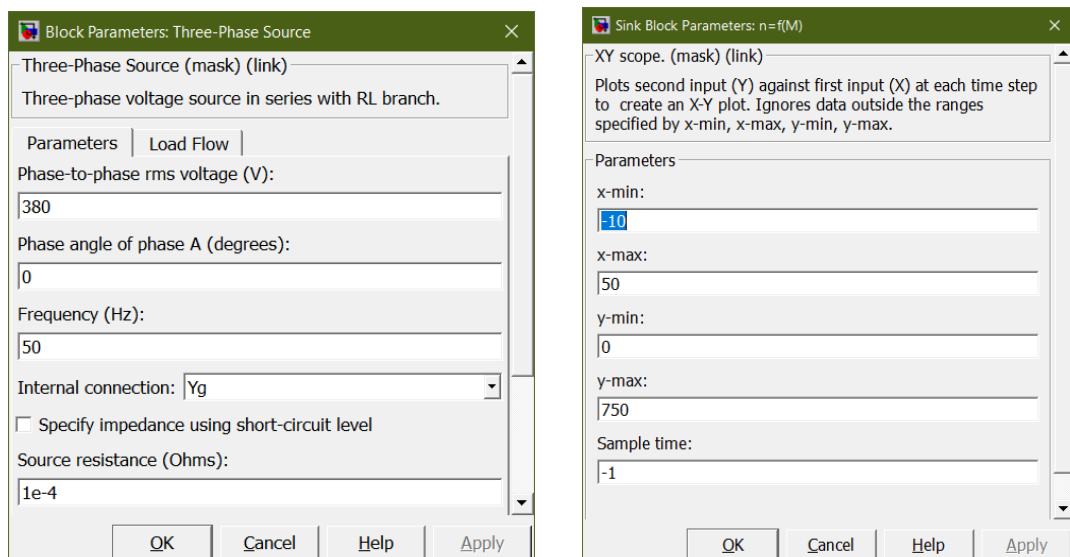 Block Parameters: Three-Phase Source
Three-Phase Source (mask) (link)
Three-phase voltage source in series with RL branch.
Parameters
Load Flow
Phase-to-phase rms voltage (V):
380
Phase angle of phase A (degrees):
0
Frequency (Hz):
50
Internal connection: Yg
Specify impedance using short-circuit level
Source resistance (Ohms):
1e-4
OK Cancel Help Apply
Sink Block Parameters: n=f(M)
XY scope. (mask) (link)
Plots second input (Y) against first input (X) at each time step
to create an X-Y plot. Ignores data outside the ranges
specified by x-min, x-max, y-min, y-max.
Parameters
x-min:
-10
x-max:
50
y-min:
0
y-max:
750
Sample time:
-1
OK Cancel Help Apply